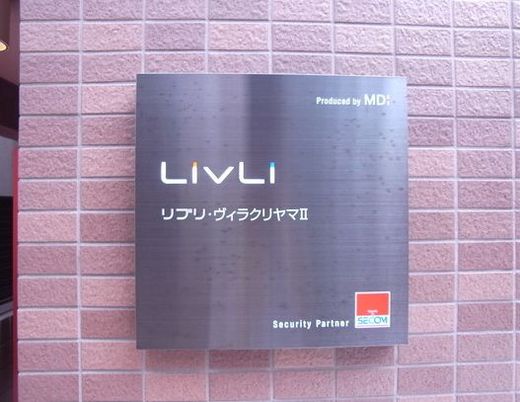 Produced by MDI
LivLi
リブリ・ヴィラクリヤマII
Security Partner
SECOM